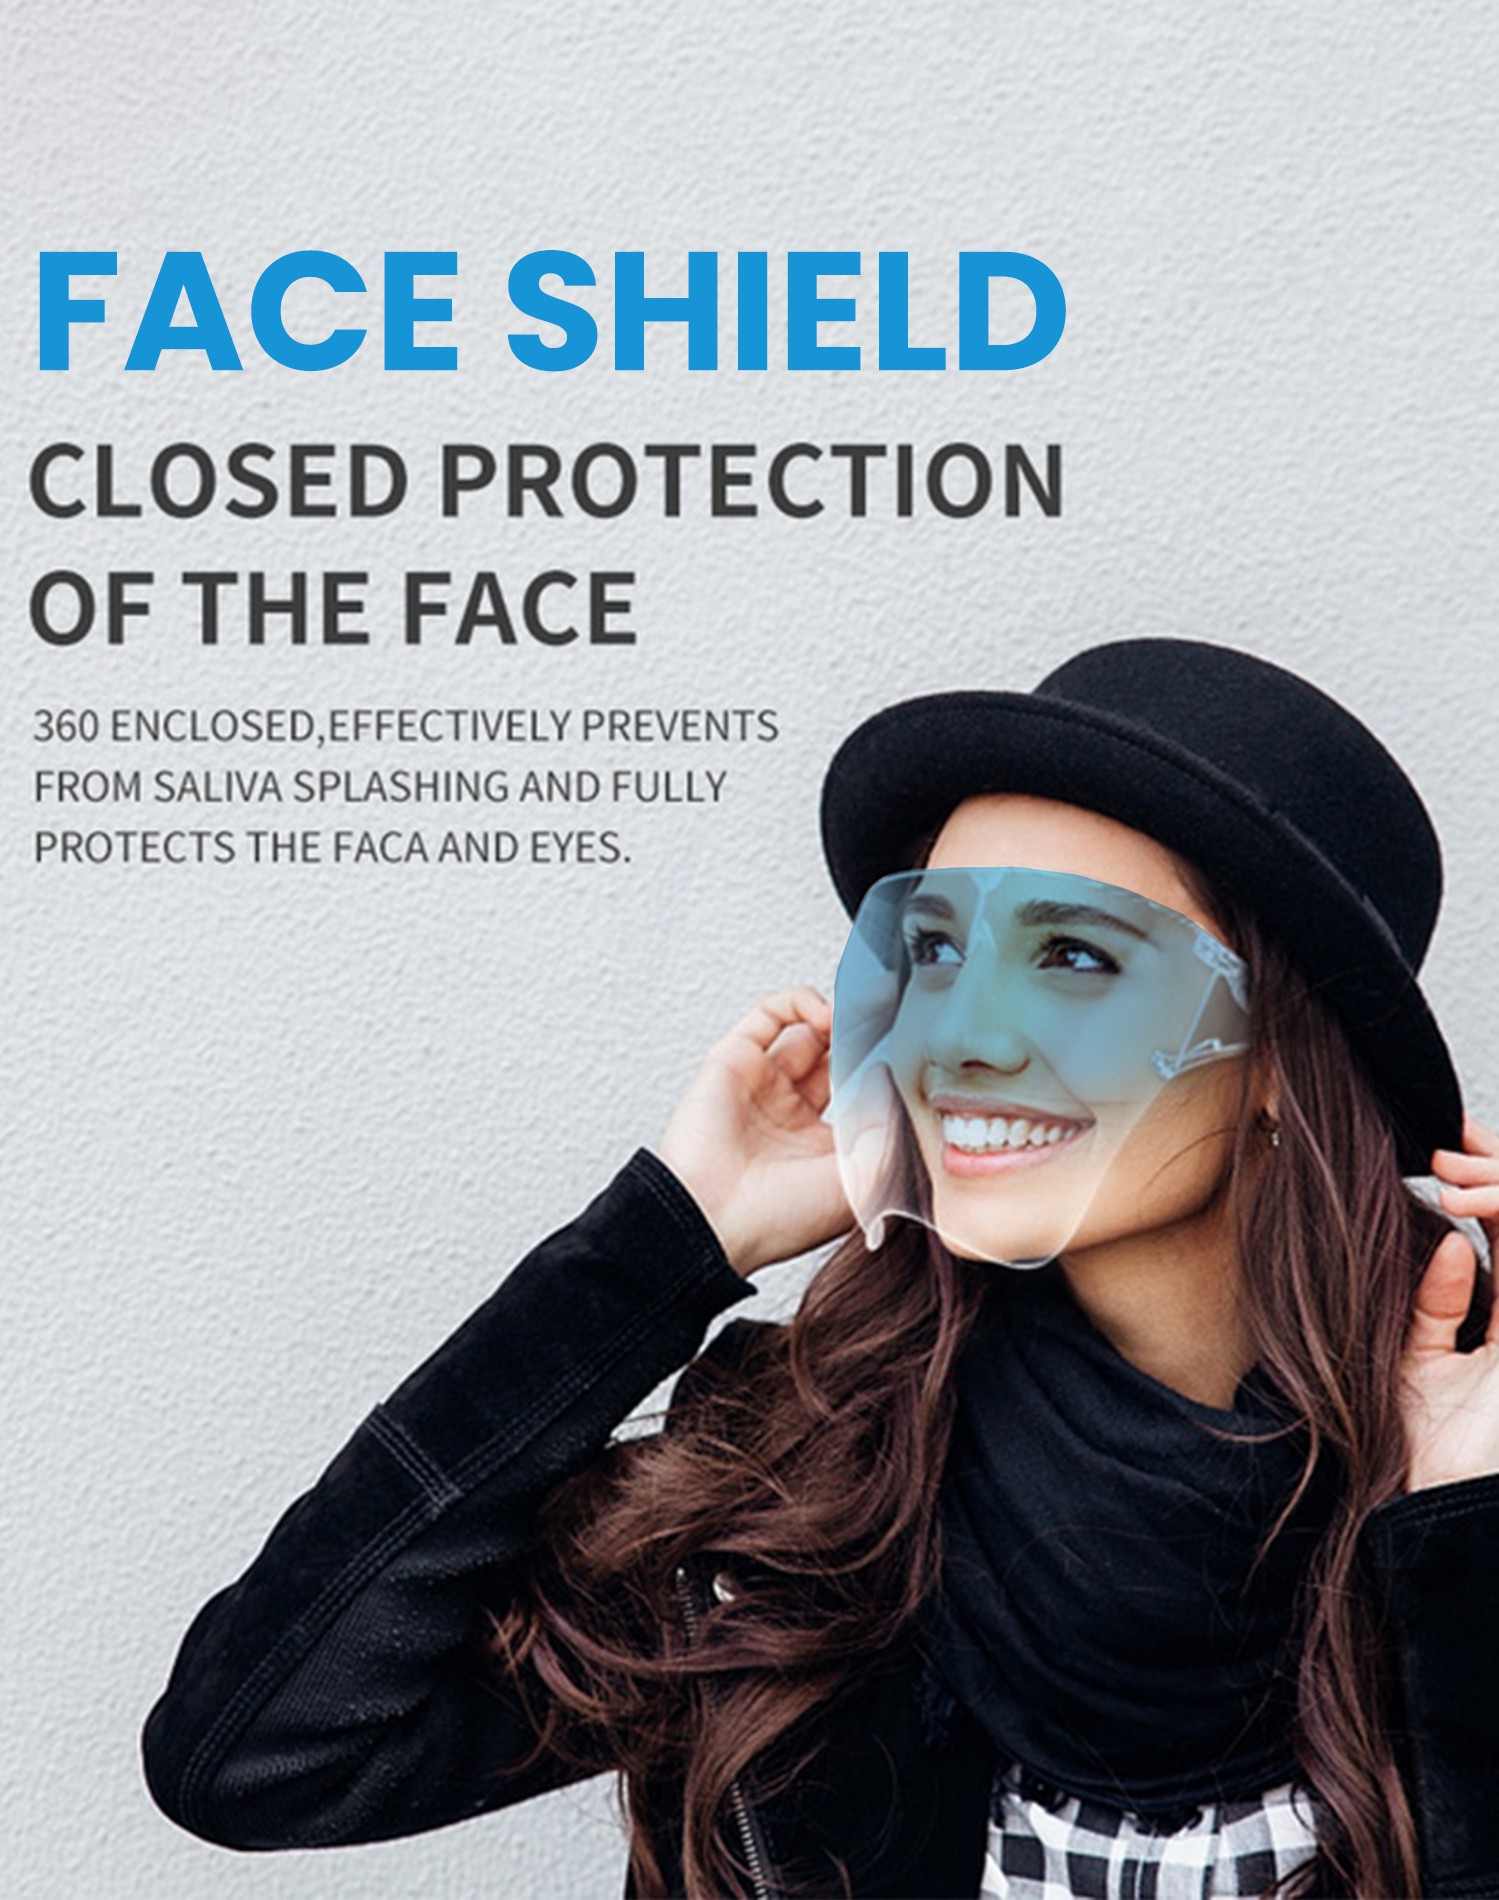 FACE SHIELD
CLOSED PROTECTION
OF THE FACE
360 ENCLOSED,EFFECTIVELY PREVENTS
FROM SALIVA SPLASHING AND FULLY
PROTECTS THE FACA AND EYES.